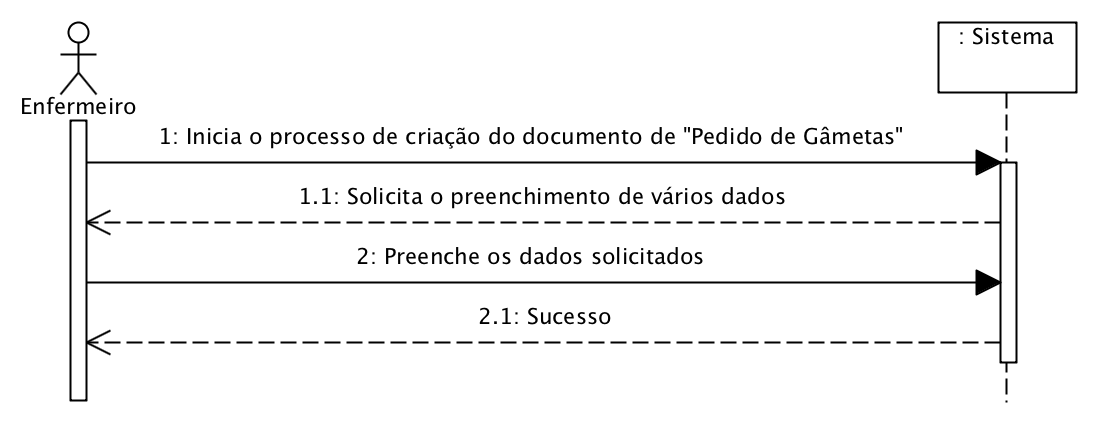 : Sistema
Enfermeiro
1: Inicia o processo de criação do documento de "Pedido de Gâmetas"
1.1: Solicita o preenchimento de vários dados
2: Preenche os dados solicitados
2.1: Sucesso